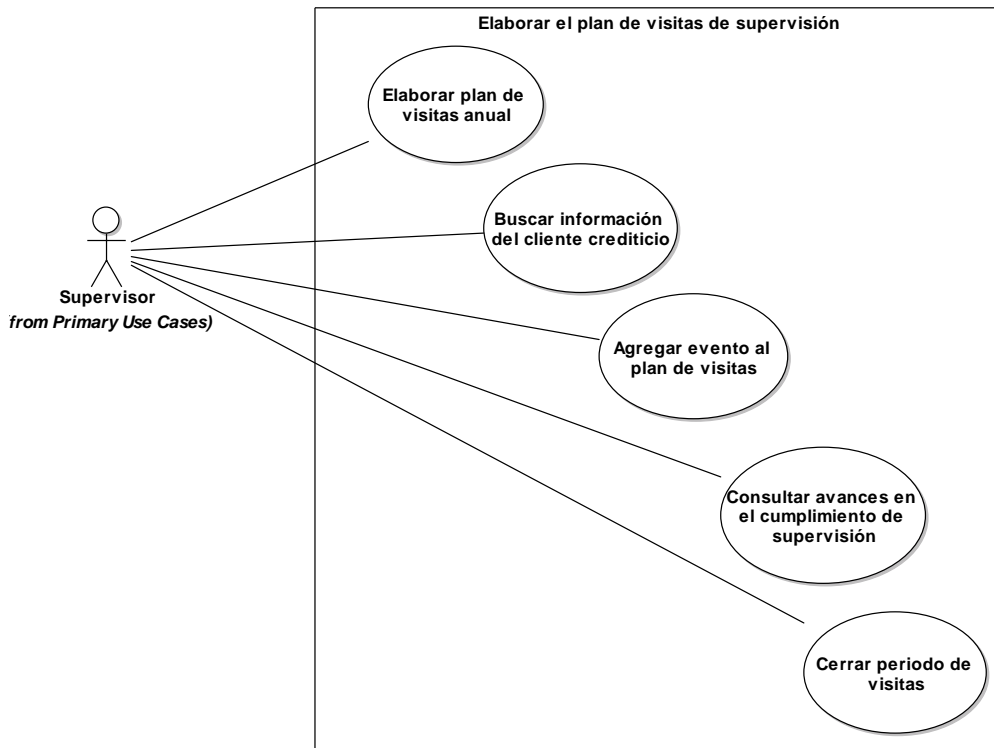 Elaborar el plan de visitas de supervisión
Elaborar plan de
visitas anual
Buscar información
del cliente crediticio
Supervisor
from Primary Use Cases)
Agregar evento al
plan de visitas
Consultar avances en
el cumplimiento de
supervisión
Cerrar periodo de
visitas